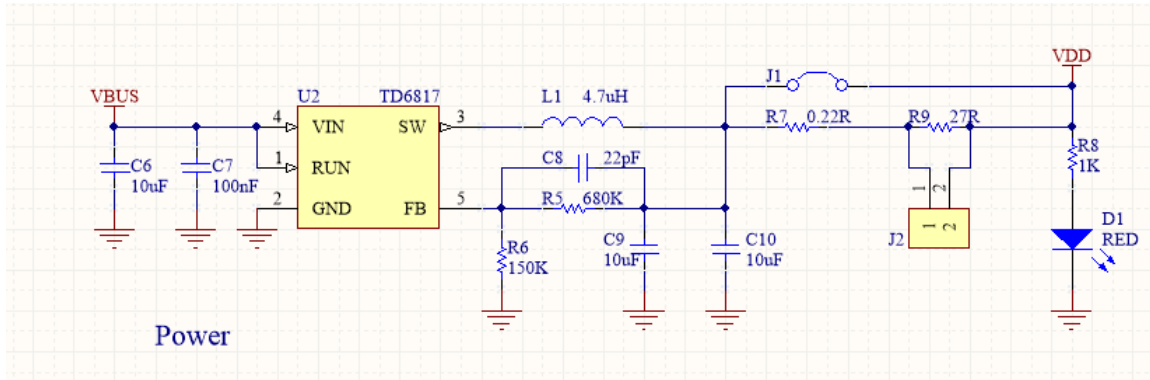 VDD
J1
VBUS
U2 TD6817
L1 4.7uH
4 VIN SW 3
R7 0.22R
R9 27R
C6
10uF
C7
100nF
1 RUN
C8 22pF
R8
1K
2 GND FB 5
R5 680K
1 2
1 2
J2
D1
RED
R6
150K
C9
10uF
C10
10uF
Power